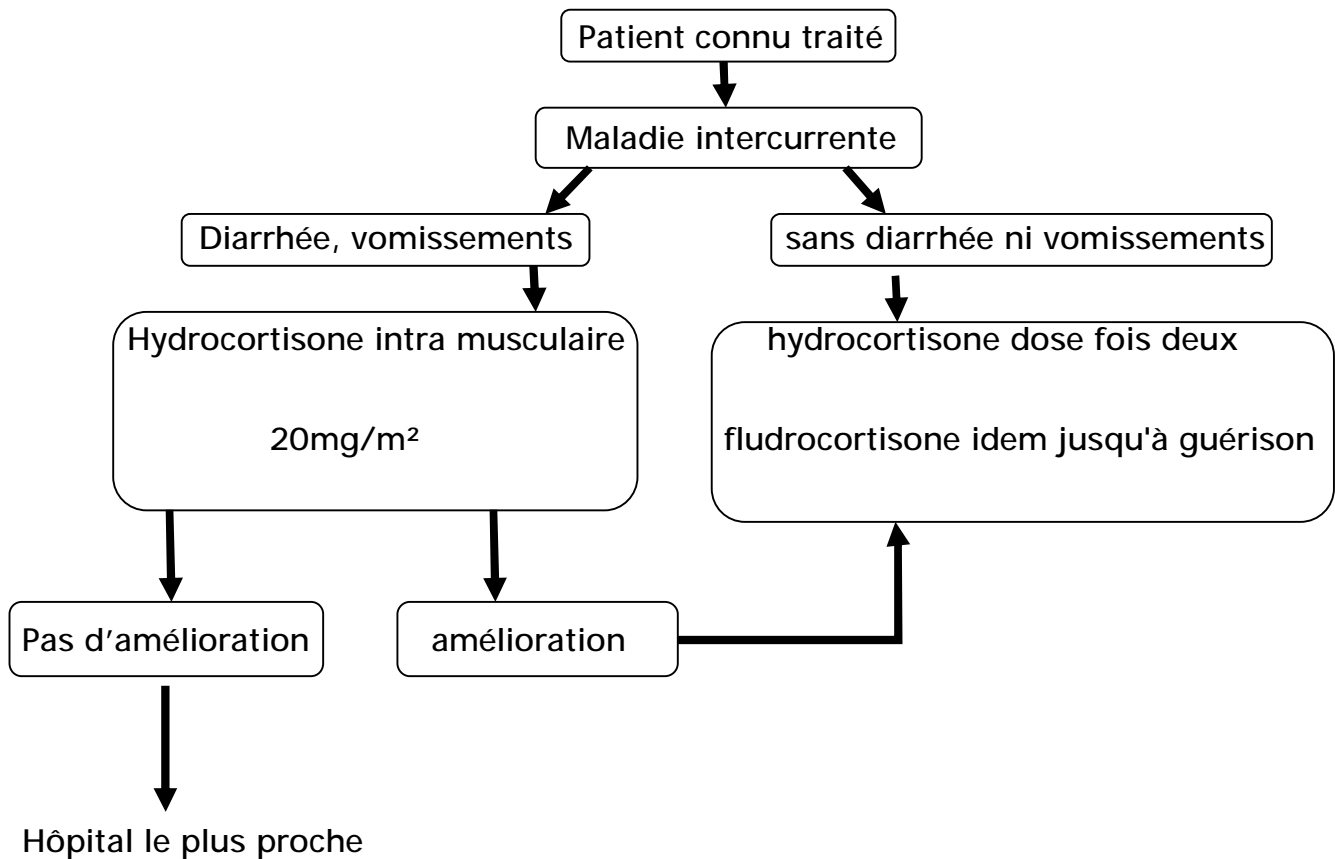 Patient connu traité
Maladie intercurrente
Diarrhée, vomissements
sans diarrhée ni vomissements
Hydrocortisone intra musculaire
20mg/m²
hydrocortisone dose fois deux
fludrocortisone idem jusqu'à guérison
Pas d’amélioration
amélioration
Hôpital le plus proche